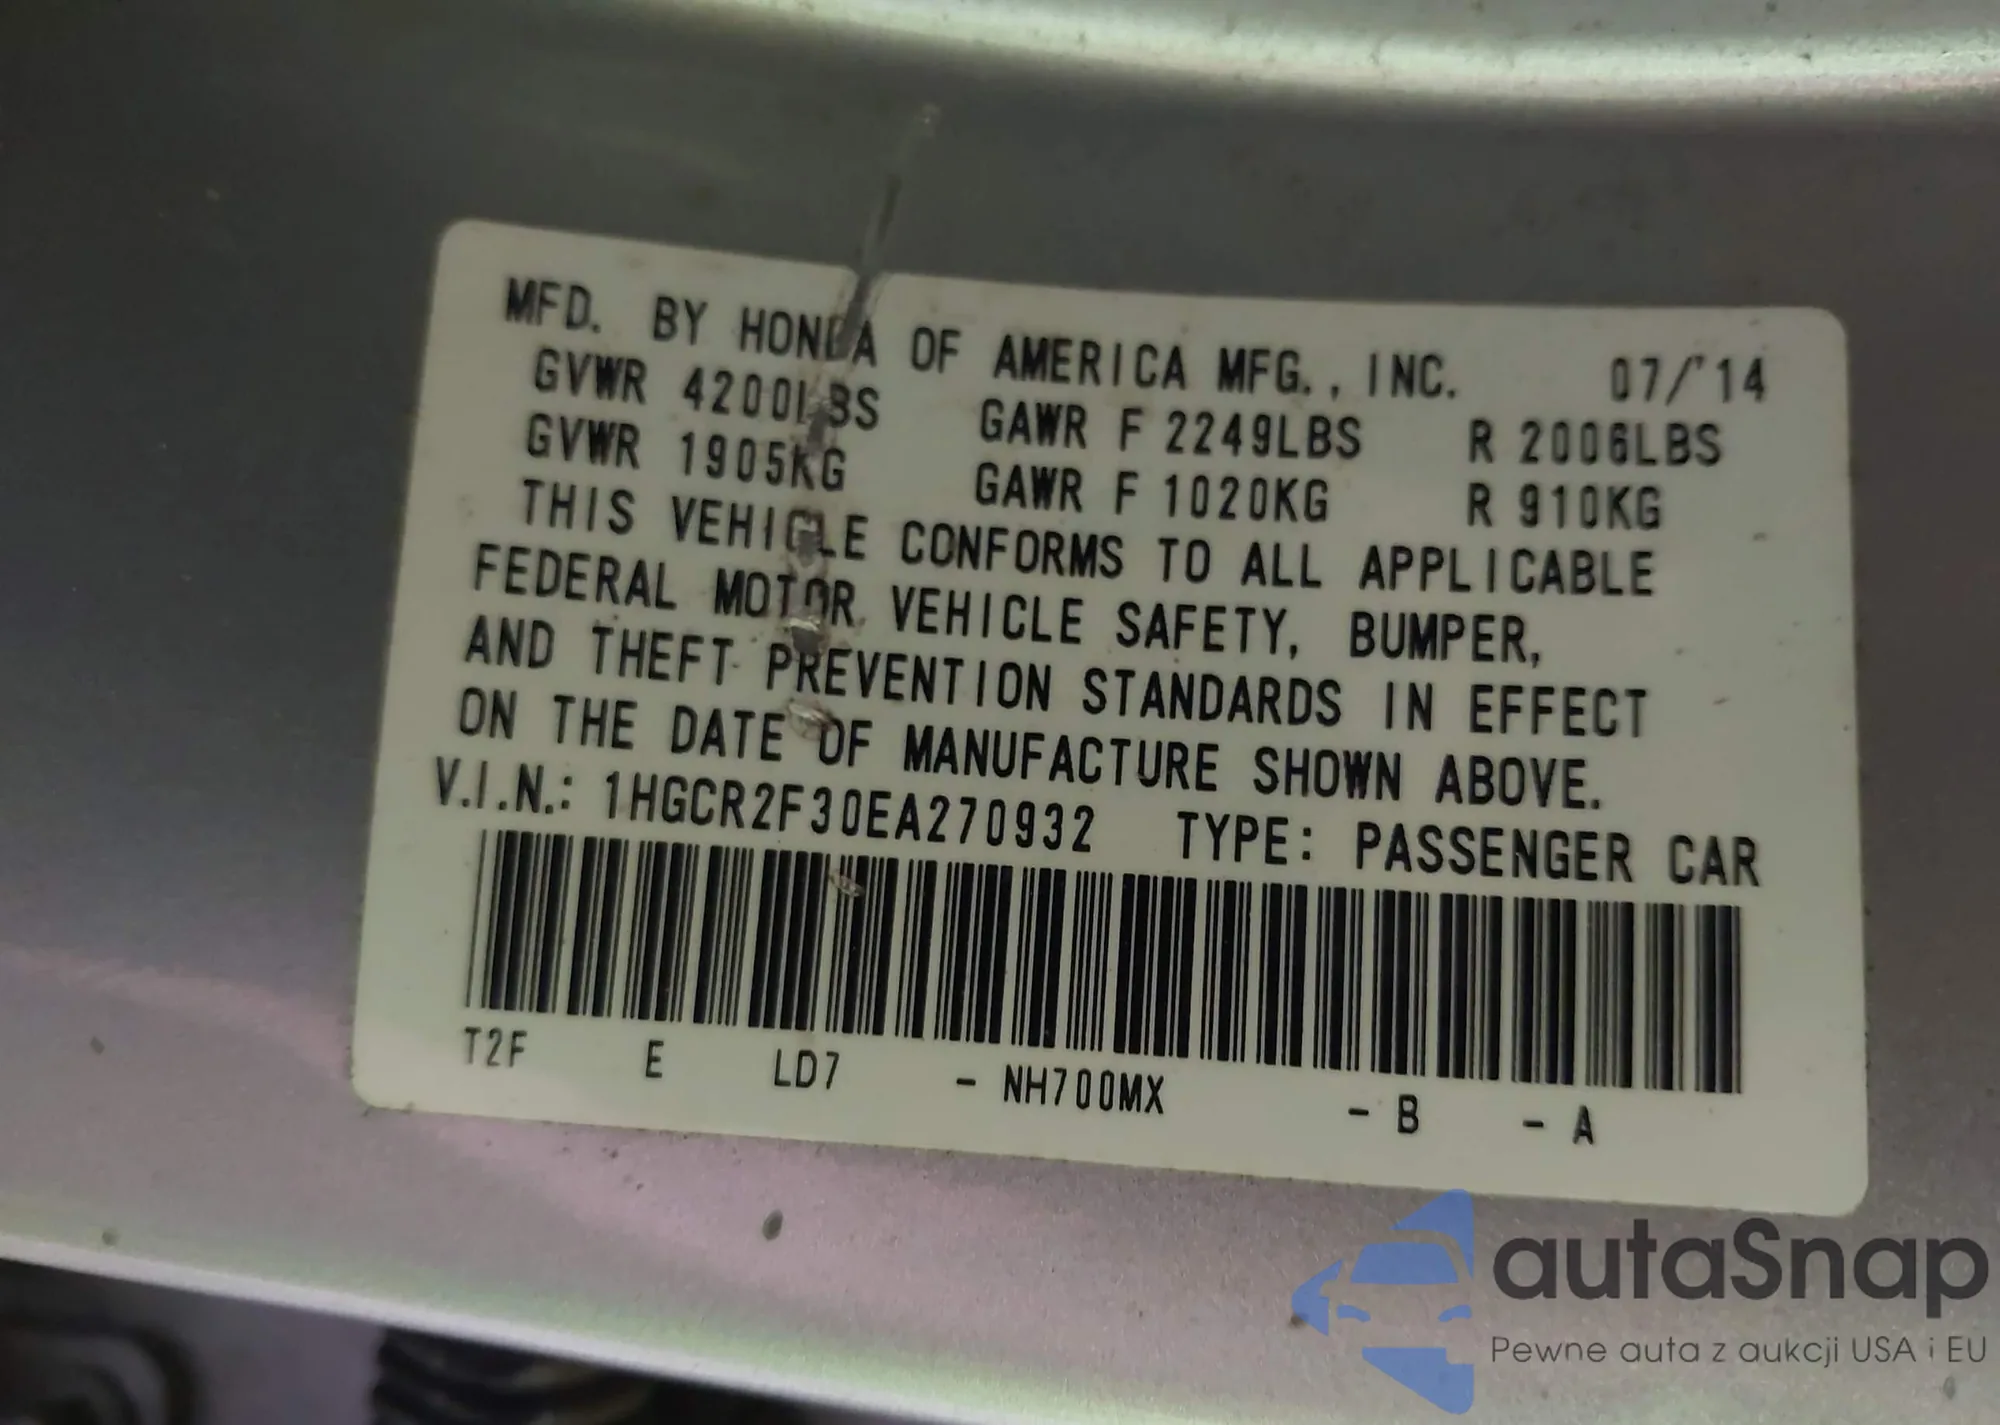 MFD. BY HONDA OF AMERICA MFG., INC. 07/'14
GVWR 4200LBS GAWR F 2249LBS R 2006LBS
GVWR 1905KG GAWR F 1020KG R 910KG
THIS VEHICLE CONFORMS TO ALL APPLICABLE
FEDERAL MOTOR VEHICLE SAFETY, BUMPER,
AND THEFT PREVENTION STANDARDS IN EFFECT
ON THE DATE OF MANUFACTURE SHOWN ABOVE.
V.I.N.: 1HGCR2F30EA270932 TYPE: PASSENGER CAR
T2F E LD7 - NH700MX - B - A
autaSnap
Pewne auta z aukcji USA i EU